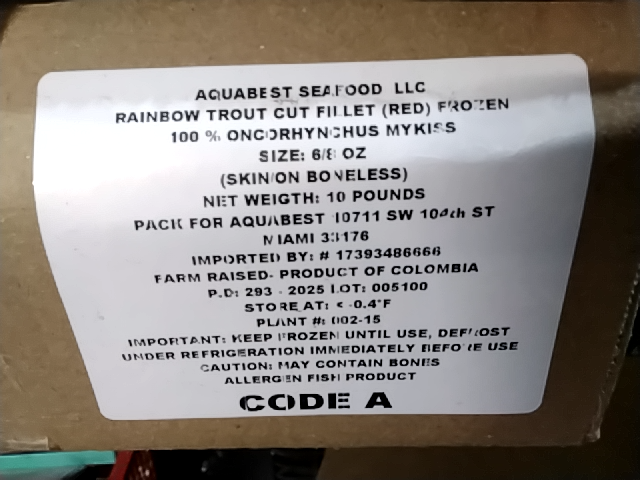 AQUABEST SEAFOOD LLC
RAINBOW TROUT CUT FILLET (RED) FROZEN
100 % ONCORHYNCHUS MYKISS
SIZE: 6/8 OZ
(SKIN/ON BONELESS)
NET WEIGTH: 10 POUNDS
PACK FOR AQUABEST 10711 SW 104th ST
MIAMI 33176
IMPORTED BY: # 17393486666
FARM RAISED- PRODUCT OF COLOMBIA
P.D: 293 - 2025 LOT: 005100
STORE AT: < -0.4°F
PLANT #: 002-15
IMPORTANT: KEEP FROZEN UNTIL USE, DEFROST
UNDER REFRIGERATION IMMEDIATELY BEFORE USE
CAUTION: MAY CONTAIN BONES
ALLERGEN FISH PRODUCT
CODE A